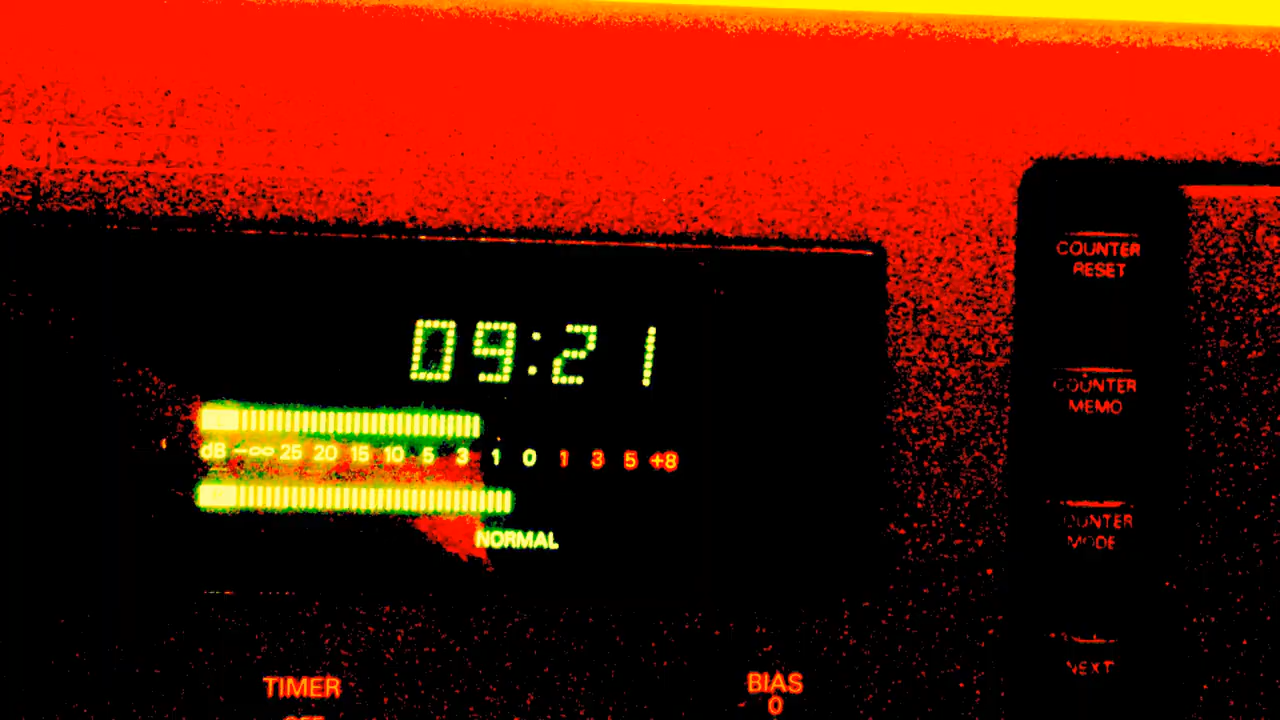 09:21
dB -∞ 25 20 15 10 5 3 1 0 1 3 5 +8
NORMAL
COUNTER
RESET
COUNTER
MEMO
COUNTER
MODE
NEXT
TIMER
BIAS
0